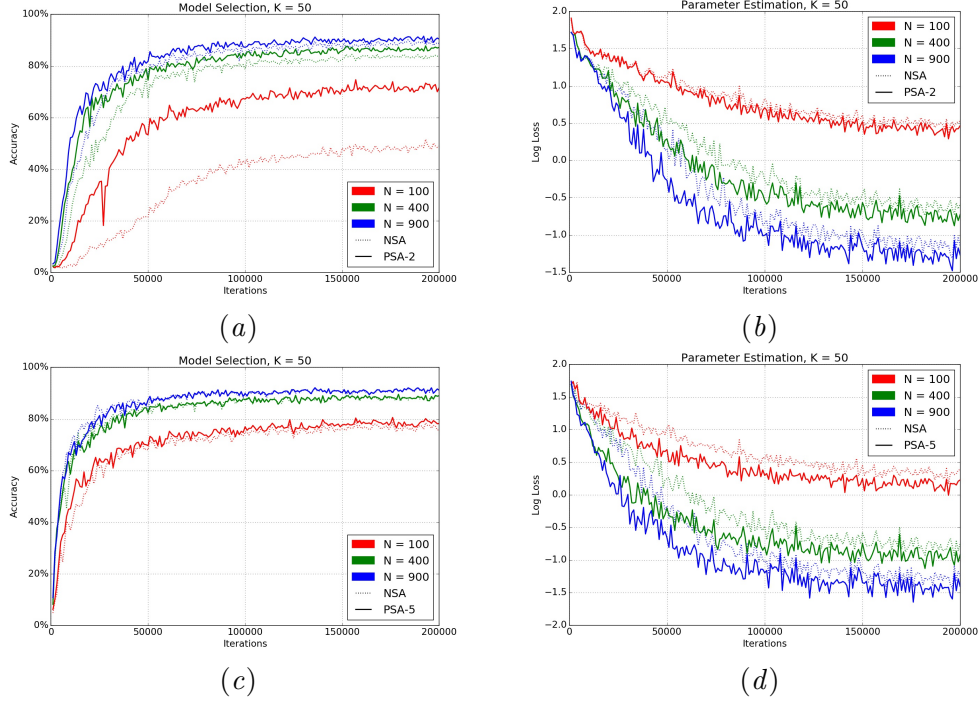 Model Selection, K = 50
100%
80%
60%
40%
20%
0%
Accuracy
0
50000
100000
150000
200000
Iterations
N = 100
N = 400
N = 900
NSA
PSA-2
(a)
Parameter Estimation, K = 50
2.0
1.5
1.0
0.5
0.0
−0.5
−1.0
−1.5
Log Loss
0
50000
100000
150000
200000
Iterations
N = 100
N = 400
N = 900
NSA
PSA-2
(b)
Model Selection, K = 50
100%
80%
60%
40%
20%
0%
Accuracy
0
50000
100000
150000
200000
Iterations
N = 100
N = 400
N = 900
NSA
PSA-5
(c)
Parameter Estimation, K = 50
2.0
1.5
1.0
0.5
0.0
−0.5
−1.0
−1.5
−2.0
Log Loss
0
50000
100000
150000
200000
Iterations
N = 100
N = 400
N = 900
NSA
PSA-5
(d)